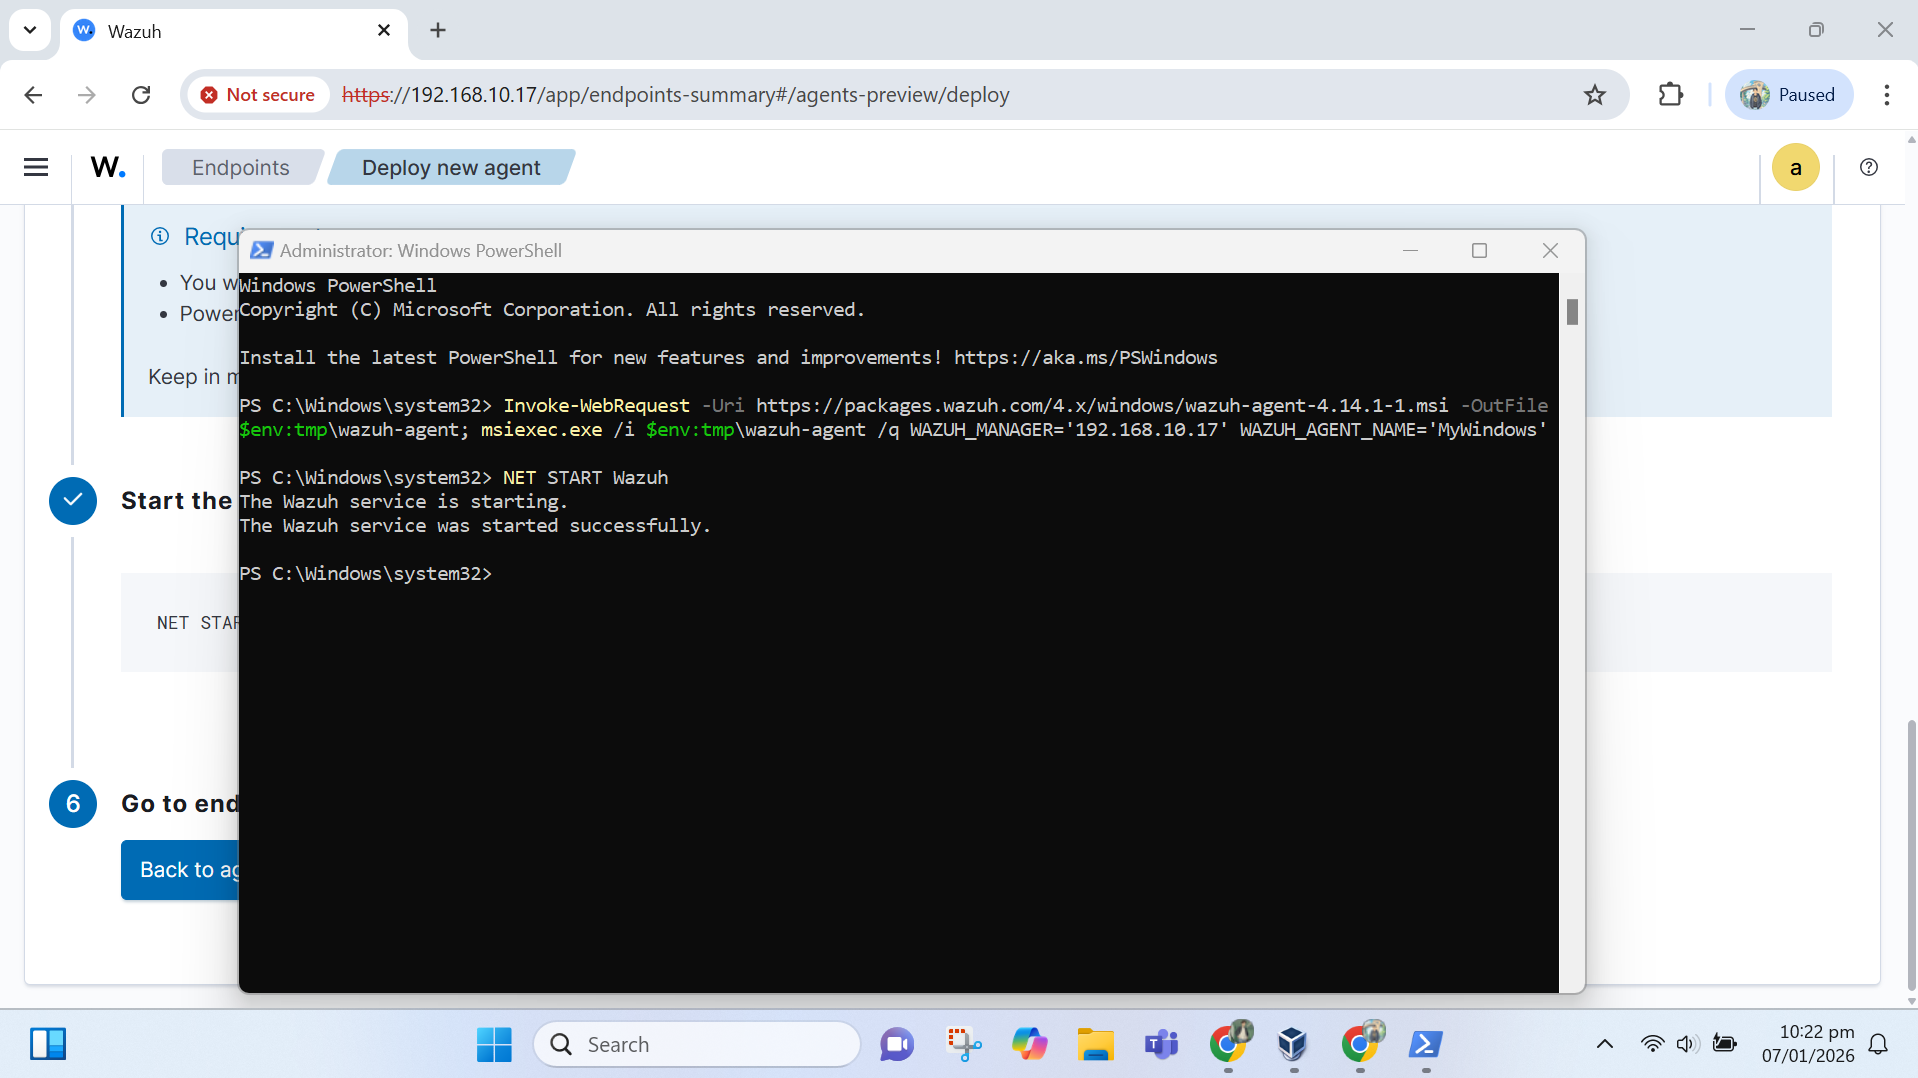 Wazuh
Not secure
https://192.168.10.17/app/endpoints-summary#/agents-preview/deploy
Paused
W.
Endpoints
Deploy new agent
a
Requi
You w
Power
Keep in m
Administrator: Windows PowerShell
Windows PowerShell
Copyright (C) Microsoft Corporation. All rights reserved.
Install the latest PowerShell for new features and improvements! https://aka.ms/PSWindows
PS C:\Windows\system32> Invoke-WebRequest -Uri https://packages.wazuh.com/4.x/windows/wazuh-agent-4.14.1-1.msi -OutFile
$env:tmp\wazuh-agent; msiexec.exe /i $env:tmp\wazuh-agent /q WAZUH_MANAGER='192.168.10.17' WAZUH_AGENT_NAME='MyWindows'
PS C:\Windows\system32> NET START Wazuh
The Wazuh service is starting.
The Wazuh service was started successfully.
PS C:\Windows\system32>
Start the
NET STAR
6
Go to end
Back to ag
Search
10:22 pm
07/01/2026